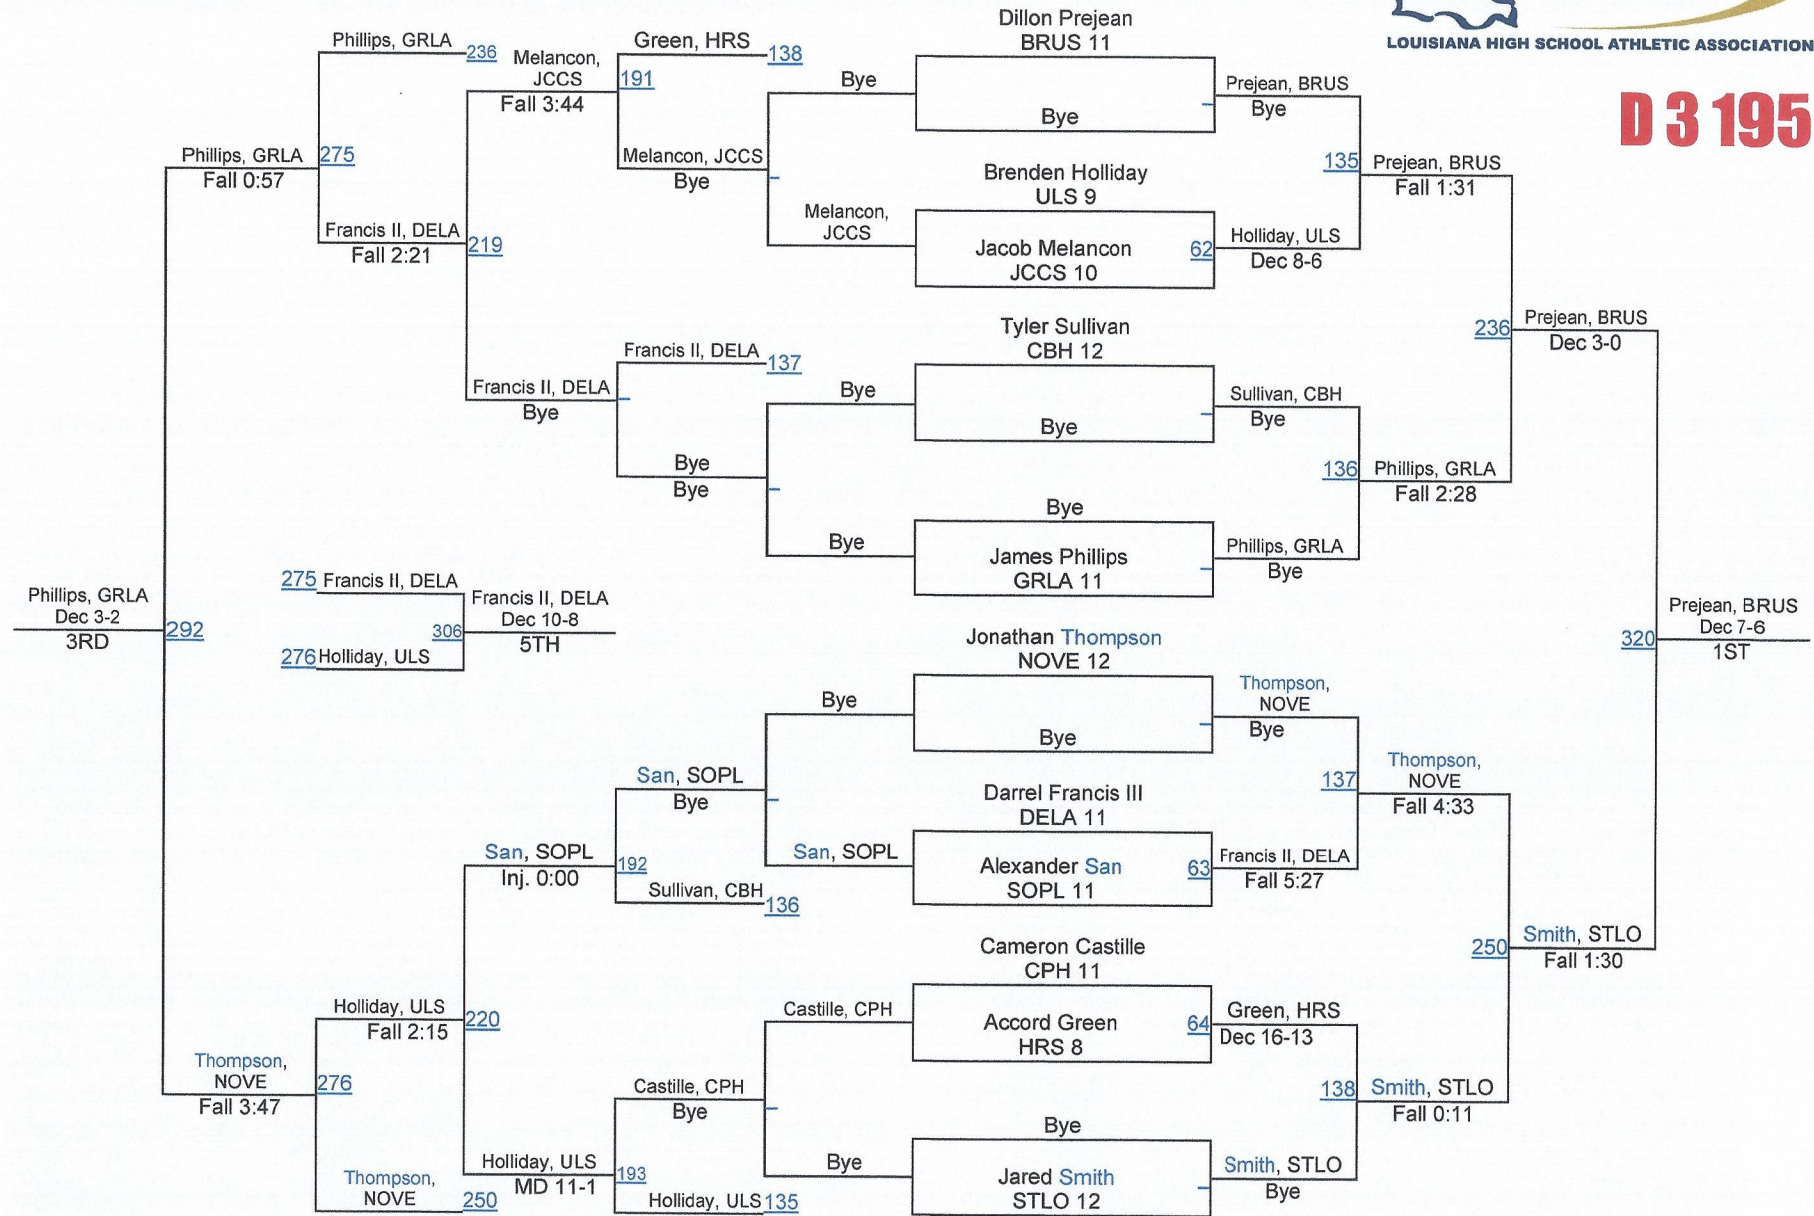 LOUISIANA HIGH SCHOOL ATHLETIC ASSOCIATION
D 3 195
Phillips, GRLA
236
Phillips, GRLA
Fall 0:57
275
Francis II, DELA
Fall 2:21
219
Melancon,
JCCS
Fall 3:44
Green, HRS
138
191
Melancon, JCCS
Bye
Francis II, DELA
Bye
Francis II, DELA
137
Bye
Bye
Bye
Melancon,
JCCS
Bye
Bye
Dillon Prejean
BRUS 11
Bye
Brenden Holliday
ULS 9
Jacob Melancon
JCCS 10
62
Tyler Sullivan
CBH 12
Bye
Bye
James Phillips
GRLA 11
Prejean, BRUS
Bye
135
Holliday, ULS
Dec 8-6
Prejean, BRUS
Fall 1:31
Sullivan, CBH
Bye
136
Phillips, GRLA
Bye
Phillips, GRLA
Fall 2:28
236
Prejean, BRUS
Dec 3-0
Phillips, GRLA
Dec 3-2
3RD
292
275 Francis II, DELA
276 Holliday, ULS
306
Francis II, DELA
Dec 10-8
5TH
320
Prejean, BRUS
Dec 7-6
1ST
Jonathan Thompson
NOVE 12
Bye
Darrel Francis III
DELA 11
Alexander San
SOPL 11
63
Cameron Castille
CPH 11
Accord Green
HRS 8
64
Bye
Jared Smith
STLO 12
Thompson,
NOVE
Bye
137
Francis II, DELA
Fall 5:27
Thompson,
NOVE
Fall 4:33
Green, HRS
Dec 16-13
138
Smith, STLO
Bye
Smith, STLO
Fall 0:11
250
Smith, STLO
Fall 1:30
Bye
San, SOPL
San, SOPL
Bye
San, SOPL
Inj. 0:00
192
Sullivan, CBH
136
Castille, CPH
Bye
Castille, CPH
Bye
Holliday, ULS
MD 11-1
193
Holliday, ULS 135
Holliday, ULS
Fall 2:15
220
Thompson,
NOVE
Fall 3:47
276
Thompson,
NOVE
250